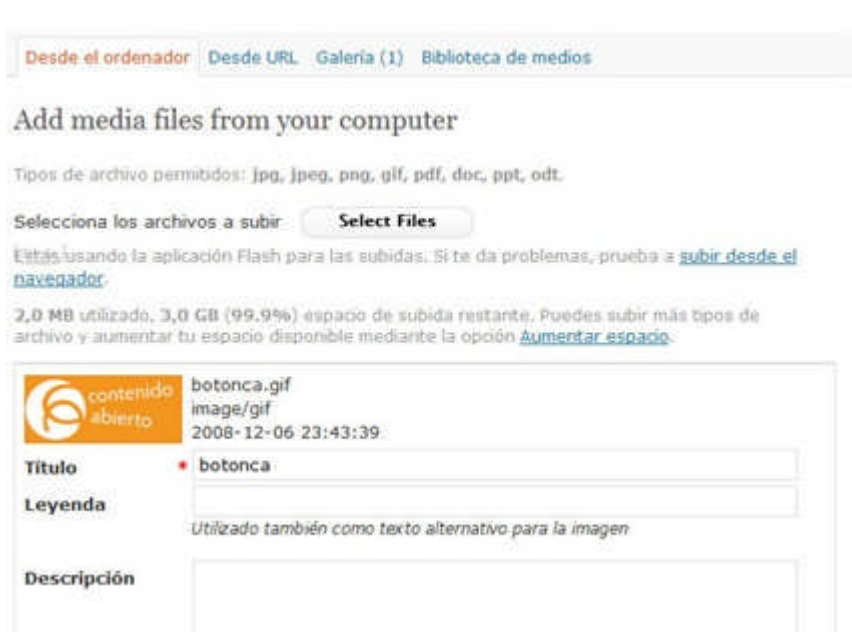 Desde el ordenador Desde URL Galería (1) Biblioteca de medios
Add media files from your computer
Tipos de archivo permitidos: jpg, jpeg, png, gif, pdf, doc, ppt, odt.
Selecciona los archivos a subir Select Files
Estás usando la aplicación Flash para las subidas. Si te da problemas, prueba a subir desde el
navegador.
2,0 MB utilizado, 3,0 GB (99.9%) espacio de subida restante. Puedes subir más tipos de
archivo y aumentar tu espacio disponible mediante la opción Aumentar espacio.
contenido
abierto
botonca.gif
image/gif
2008-12-06 23:43:39
Título * botonca
Leyenda
Utilizado también como texto alternativo para la imagen
Descripción